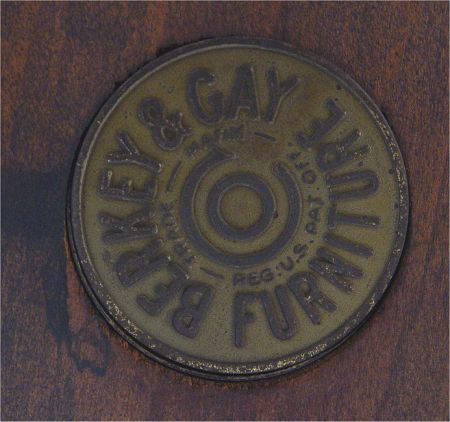 BERKEY & GAY
FURNITURE
TRADE — MARK —
REG. U.S. PAT. OFF.